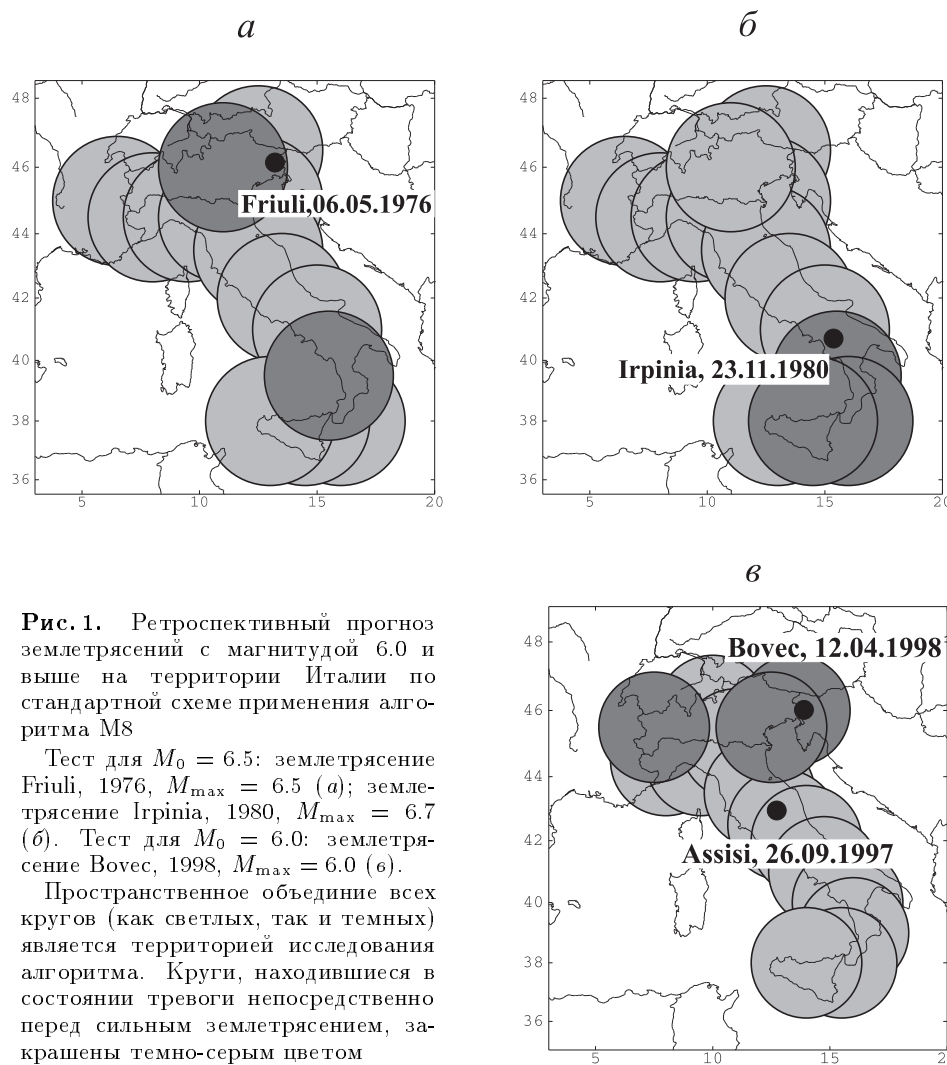 а
б
48
46
44
42
40
38
36
5
10
15
20
Friuli,06.05.1976
48
46
44
42
40
38
36
5
10
15
20
Irpinia, 23.11.1980
в
48
46
44
42
40
38
36
5
10
15
2
Bovec, 12.04.1998
Assisi, 26.09.1997
Рис. 1. Ретроспективный прогноз
землетрясений с магнитудой 6.0 и
выше на территории Италии по
стандартной схеме применения алго-
ритма М8
Тест для M₀ = 6.5: землетрясение
Friuli, 1976, Mmax = 6.5 (а); земле-
трясение Irpinia, 1980, Mmax = 6.7
(б). Тест для M₀ = 6.0: землетря-
сение Bovec, 1998, Mmax = 6.0 (в).
Пространственное объединие всех
кругов (как светлых, так и темных)
является территорией исследования
алгоритма. Круги, находившиеся в
состоянии тревоги непосредственно
перед сильным землетрясением, за-
крашены темно-серым цветом